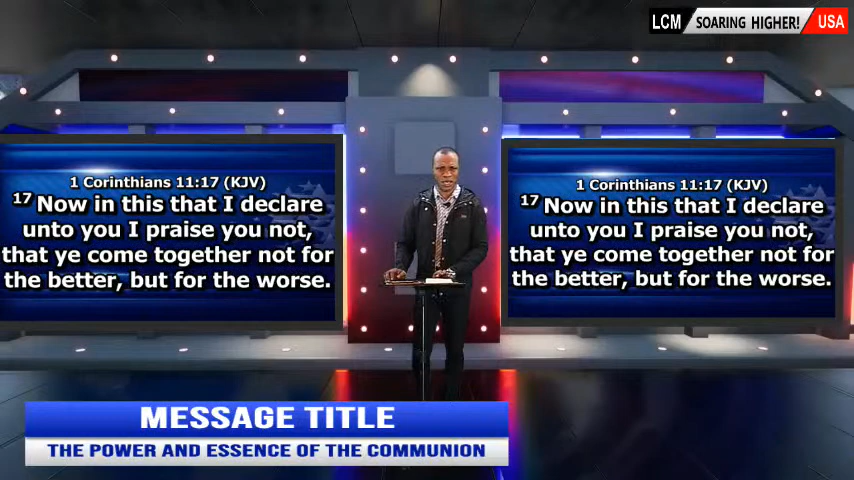 LCM SOARING HIGHER! USA
1 Corinthians 11:17 (KJV)
17 Now in this that I declare
unto you I praise you not,
that ye come together not for
the better, but for the worse.
1 Corinthians 11:17 (KJV)
17 Now in this that I declare
unto you I praise you not,
that ye come together not for
the better, but for the worse.
MESSAGE TITLE
THE POWER AND ESSENCE OF THE COMMUNION